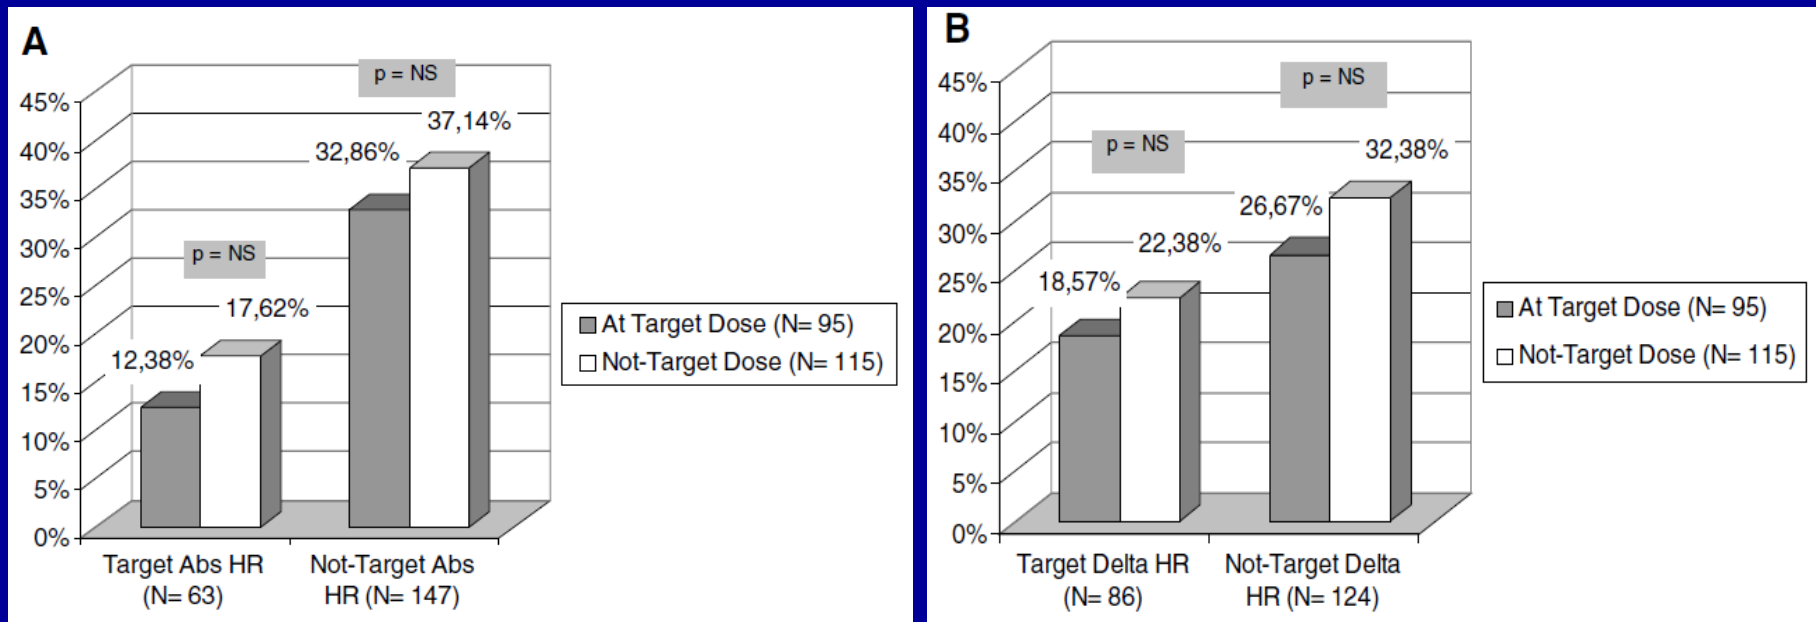 A
p = NS
45%
40%
35%
30%
25%
20%
15%
10%
5%
0%
37,14%
32,86%
p = NS
17,62%
12,38%
At Target Dose (N= 95)
Not-Target Dose (N= 115)
Target Abs HR
(N= 63)
Not-Target Abs
HR (N= 147)
B
p = NS
45%
40%
35%
30%
25%
20%
15%
10%
5%
0%
p = NS
32,38%
26,67%
22,38%
18,57%
At Target Dose (N= 95)
Not-Target Dose (N= 115)
Target Delta HR
(N= 86)
Not-Target Delta
HR (N= 124)